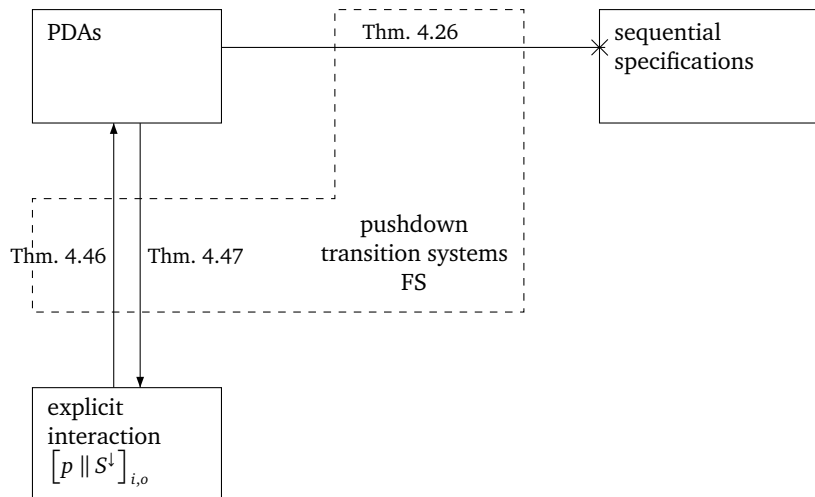 PDAs
Thm. 4.26
sequential
specifications
pushdown
transition systems
FS
Thm. 4.46
Thm. 4.47
explicit
interaction
[p ∥ S↓]i,o